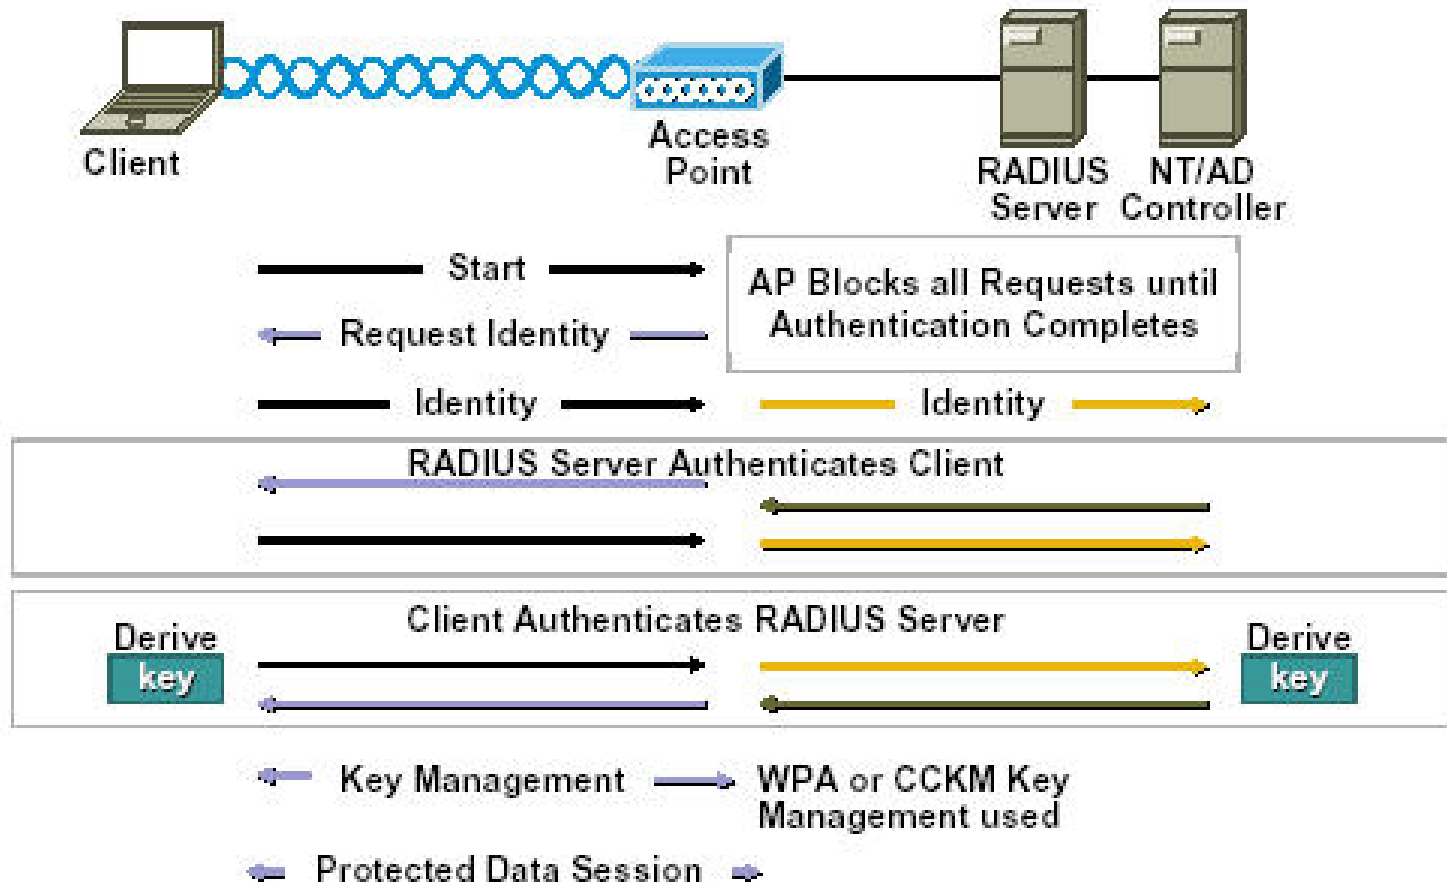 Client
Access
Point
RADIUS
Server
NT/AD
Controller
Start
AP Blocks all Requests until
Authentication Completes
Request Identity
Identity
Identity
RADIUS Server Authenticates Client
Client Authenticates RADIUS Server
Derive
key
Derive
key
Key Management
WPA or CCKM Key
Management used
Protected Data Session